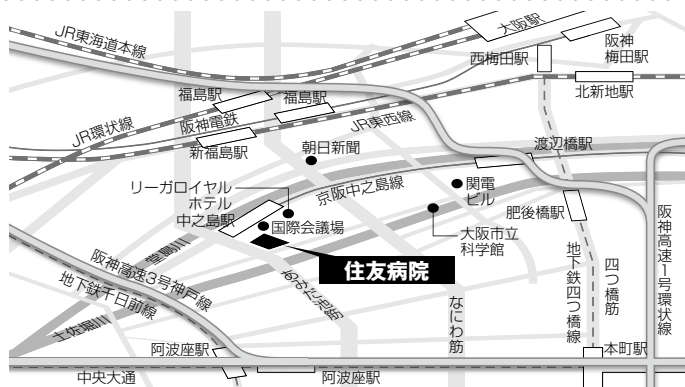 JR東海道本線
大阪駅
阪神
梅田駅
西梅田駅
北新地駅
福島駅
福島駅
JR環状線
阪神電鉄
JR東西線
新福島駅
朝日新聞
渡辺橋駅
リーガロイヤル
ホテル
京阪中之島線
関電
ビル
中之島駅
国際会議場
肥後橋駅
大阪市立
科学館
堂島川
住友病院
阪神高速3号神戸線
地下鉄千日前線
土佐堀川
あみだ池筋
なにわ筋
地下鉄四つ橋線
四つ橋筋
阪神高速1号環状線
阿波座駅
本町駅
中央大通
阿波座駅